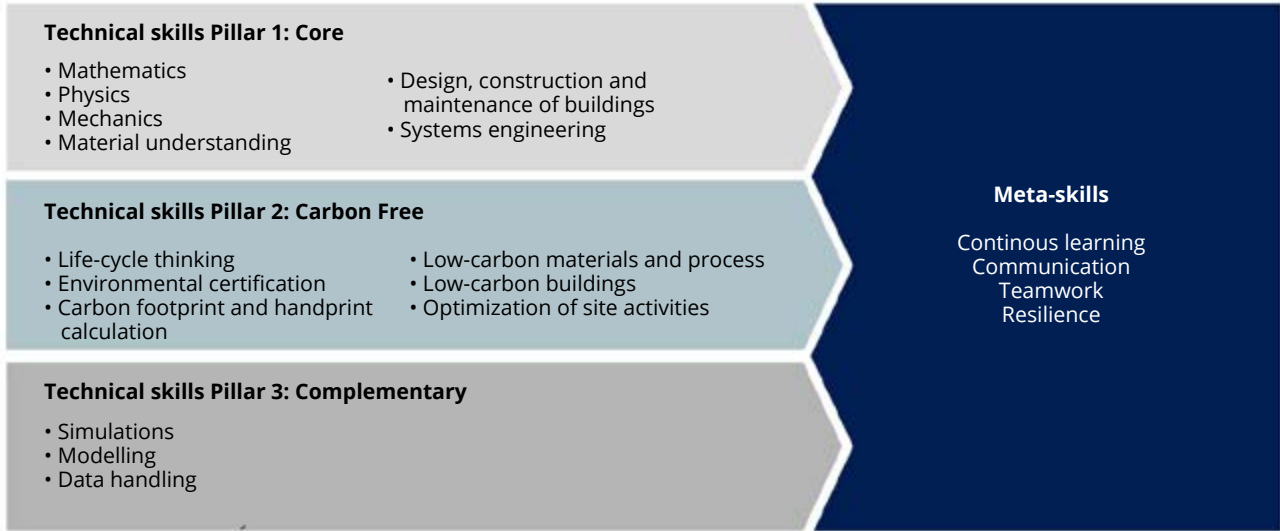 Technical skills Pillar 1: Core
• Mathematics
• Physics
• Mechanics
• Material understanding
• Design, construction and
maintenance of buildings
• Systems engineering
Technical skills Pillar 2: Carbon Free
• Life-cycle thinking
• Environmental certification
• Carbon footprint and handprint
calculation
• Low-carbon materials and process
• Low-carbon buildings
• Optimization of site activities
Technical skills Pillar 3: Complementary
• Simulations
• Modelling
• Data handling
Meta-skills
Continous learning
Communication
Teamwork
Resilience